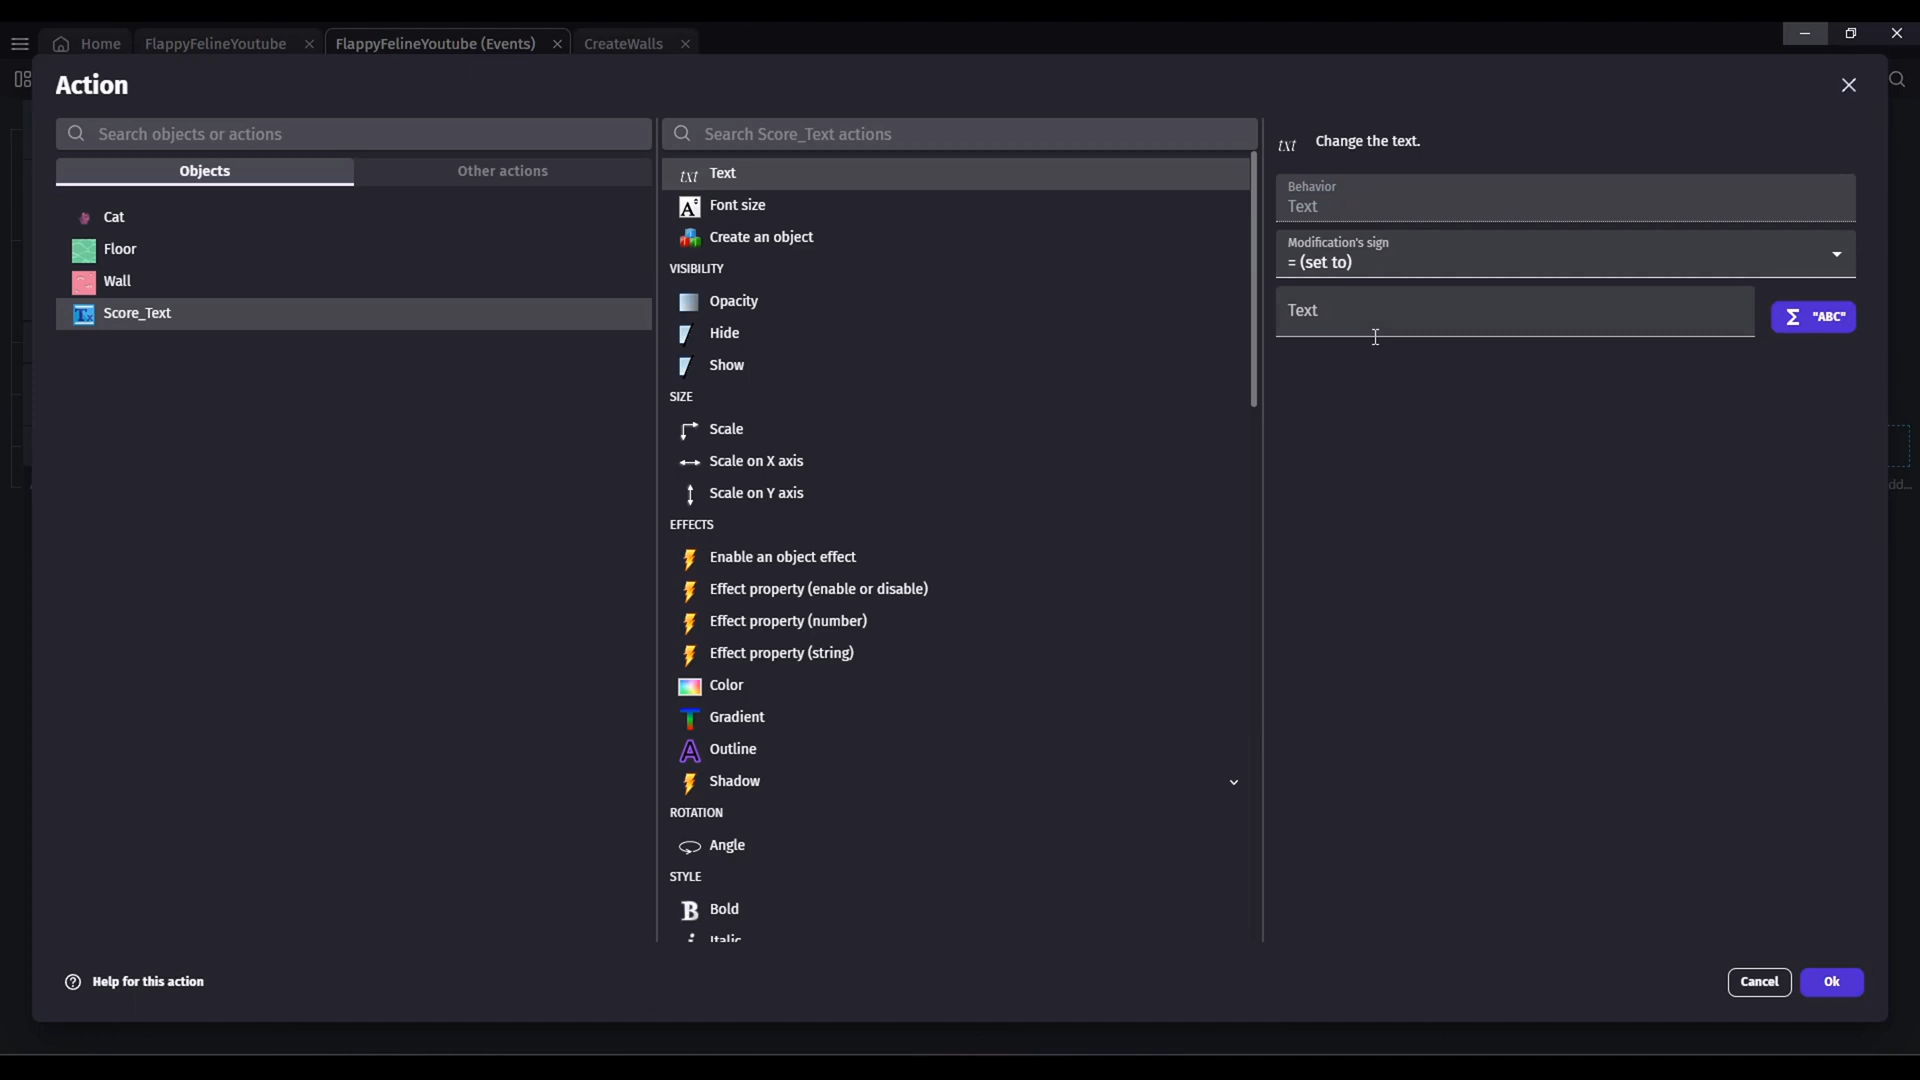 Home
FlappyFelineYoutube
FlappyFelineYoutube (Events)
CreateWalls
Action
Search objects or actions
Objects
Other actions
Cat
Floor
Wall
Score_Text
Search Score_Text actions
Text
Font size
Create an object
VISIBILITY
Opacity
Hide
Show
SIZE
Scale
Scale on X axis
Scale on Y axis
EFFECTS
Enable an object effect
Effect property (enable or disable)
Effect property (number)
Effect property (string)
Color
Gradient
Outline
Shadow
ROTATION
Angle
STYLE
Bold
Italic
txt Change the text.
Behavior
Text
Modification's sign
= (set to)
Text
Σ "ABC"
dd...
Help for this action
Cancel
Ok